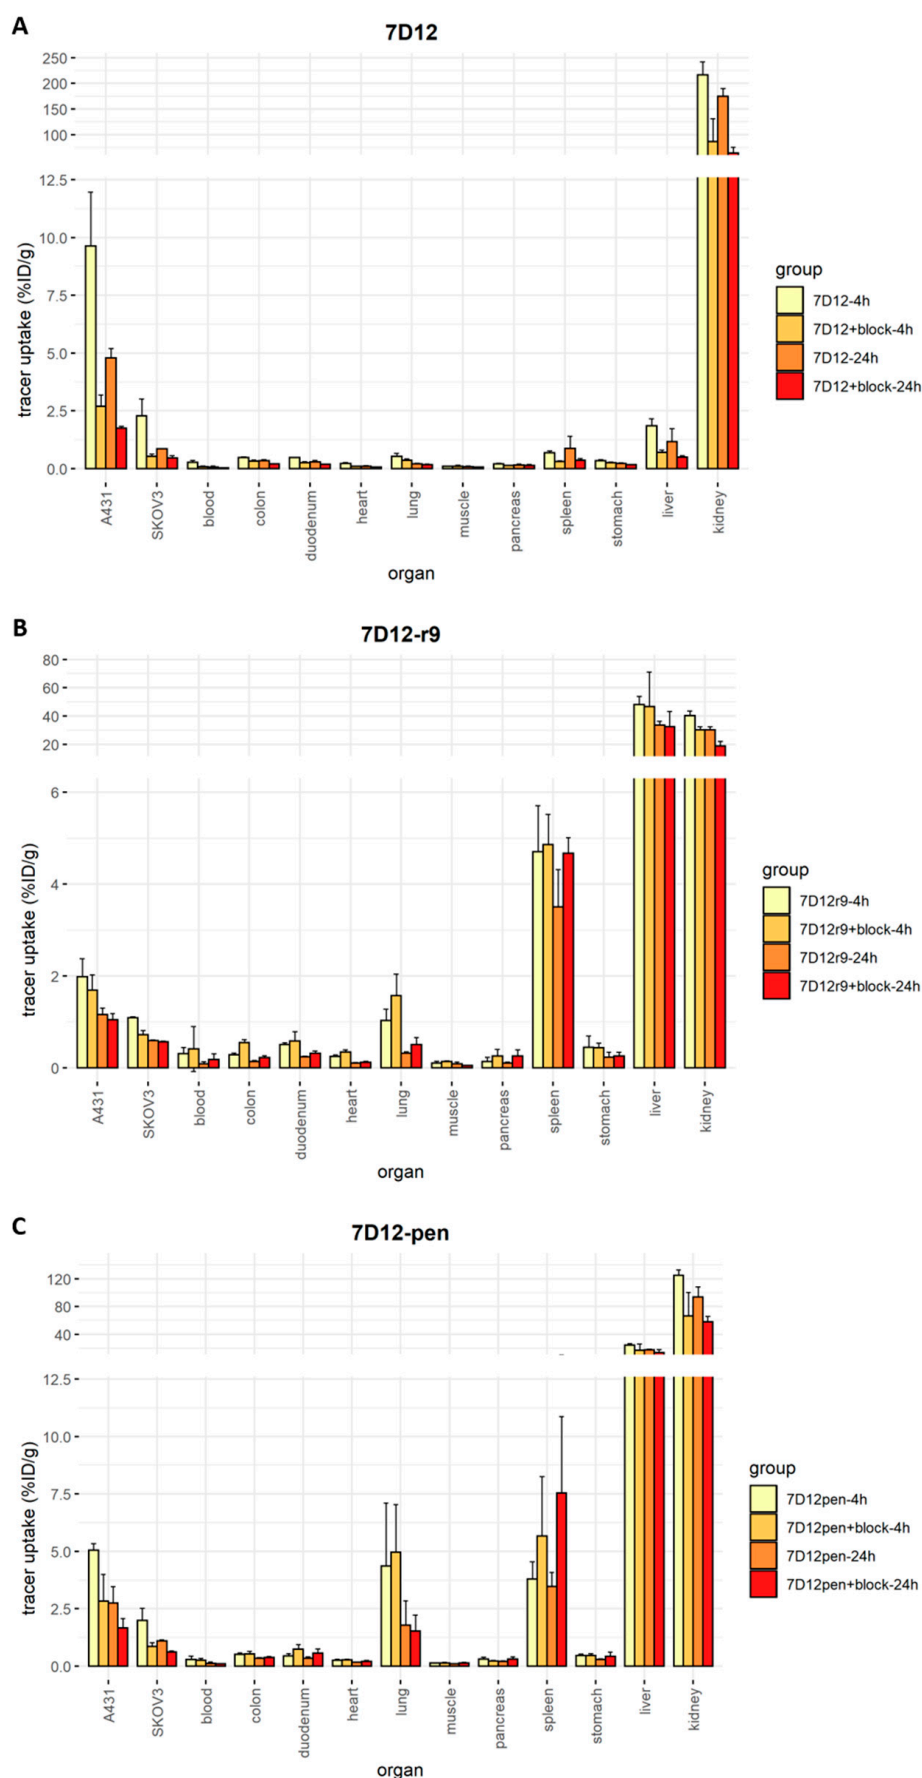 A
7D12
250
200
150
100
12.5
10.0
7.5
5.0
2.5
0.0
tracer uptake (%ID/g)
A431
SKOV3
blood
colon
duodenum
heart
lung
muscle
pancreas
spleen
stomach
liver
kidney
organ
group
7D12-4h
7D12+block-4h
7D12-24h
7D12+block-24h
B
7D12-r9
80
60
40
20
6
4
2
0
tracer uptake (%ID/g)
A431
SKOV3
blood
colon
duodenum
heart
lung
muscle
pancreas
spleen
stomach
liver
kidney
organ
group
7D12r9-4h
7D12r9+block-4h
7D12r9-24h
7D12r9+block-24h
C
7D12-pen
120
80
40
12.5
10.0
7.5
5.0
2.5
0.0
tracer uptake (%ID/g)
A431
SKOV3
blood
colon
duodenum
heart
lung
muscle
pancreas
spleen
stomach
liver
kidney
organ
group
7D12pen-4h
7D12pen+block-4h
7D12pen-24h
7D12pen+block-24h